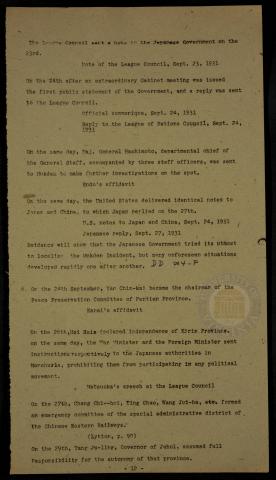 The League Council sent a note to the Japanese Government on the
23rd.
Note of the League Council, Sept. 23, 1931
On the 24th after an extraordinary Cabinet meeting was issued
the first public statement of the Government, and a reply was sent
to the League Council.
Official communique, Sept. 24, 1931
Reply to the League of Nations Council, Sept. 24,
1931
On the same day, Maj. General Hashimoto, departmental chief of
the General Staff, accompanied by three staff officers, was sent
to Mukden to make further investigations on the spot.
Endo's affidavit
On the same day, the United States delivered identical notes to
Japan and China, to which Japan replied on the 27th.
U.S. notes to Japan and China, Sept. 24, 1931
Japanese reply, Sept. 27, 1931
Evidence will show that the Japanese Government tried its utmost
to localize the Mukden Incident, but many unforeseen situations
developed rapidly one after another.
On the 24th September, Yan Chin-kai became the chairman of the
Peace Preservation Committee of Fentien Province.
affidavit
On the 26th, Hsi Hsia declared independence of Kirin Province.
on the same day, the War Minister and the Foreign Minister sent
instructions respectively to the Japanese authorities in
Manchuria, prohibiting them from participating in any political
movement.
Matsuoka's speech at the League Council
On the 27th, Chang Chi-hui, Ting Chao, Wang Jui-ha, etc. formed
an emergency committee of the special administrative district of
the Chinese Eastern Railways.
(Lytton, p. 90)
On the 29th, Tang Ju-ling, Governor of Jehol, assumed full
responsibility for the autonomy of that province.